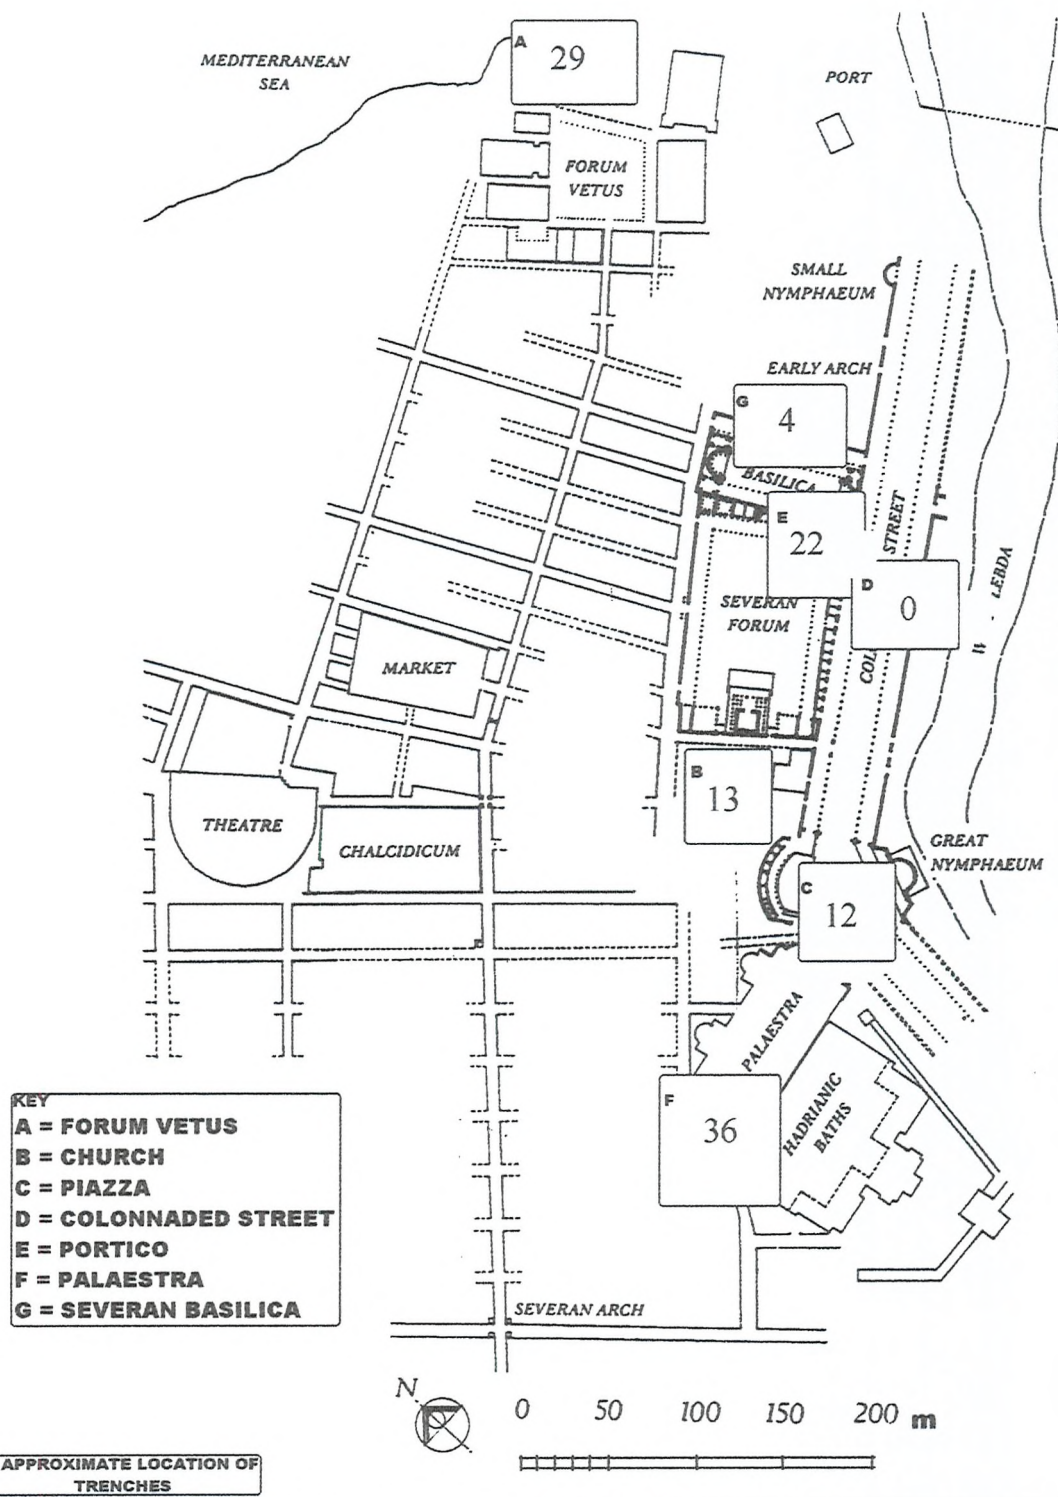 MEDITERRANEAN
SEA
A
29
PORT
FORUM
VETUS
SMALL
NYMPHAEUM
EARLY ARCH
G
4
BASILICA
E
22
STREET
D
0
LEBDA
SEVERAN
FORUM
COL
MARKET
B
13
THEATRE
CHALCIDICUM
GREAT
NYMPHAEUM
C
12
PALAESTRA
F
36
HADRIANIC
BATHS
KEY
A = FORUM VETUS
B = CHURCH
C = PIAZZA
D = COLONNADED STREET
E = PORTICO
F = PALAESTRA
G = SEVERAN BASILICA
SEVERAN ARCH
N
0 50 100 150 200 m
APPROXIMATE LOCATION OF
TRENCHES